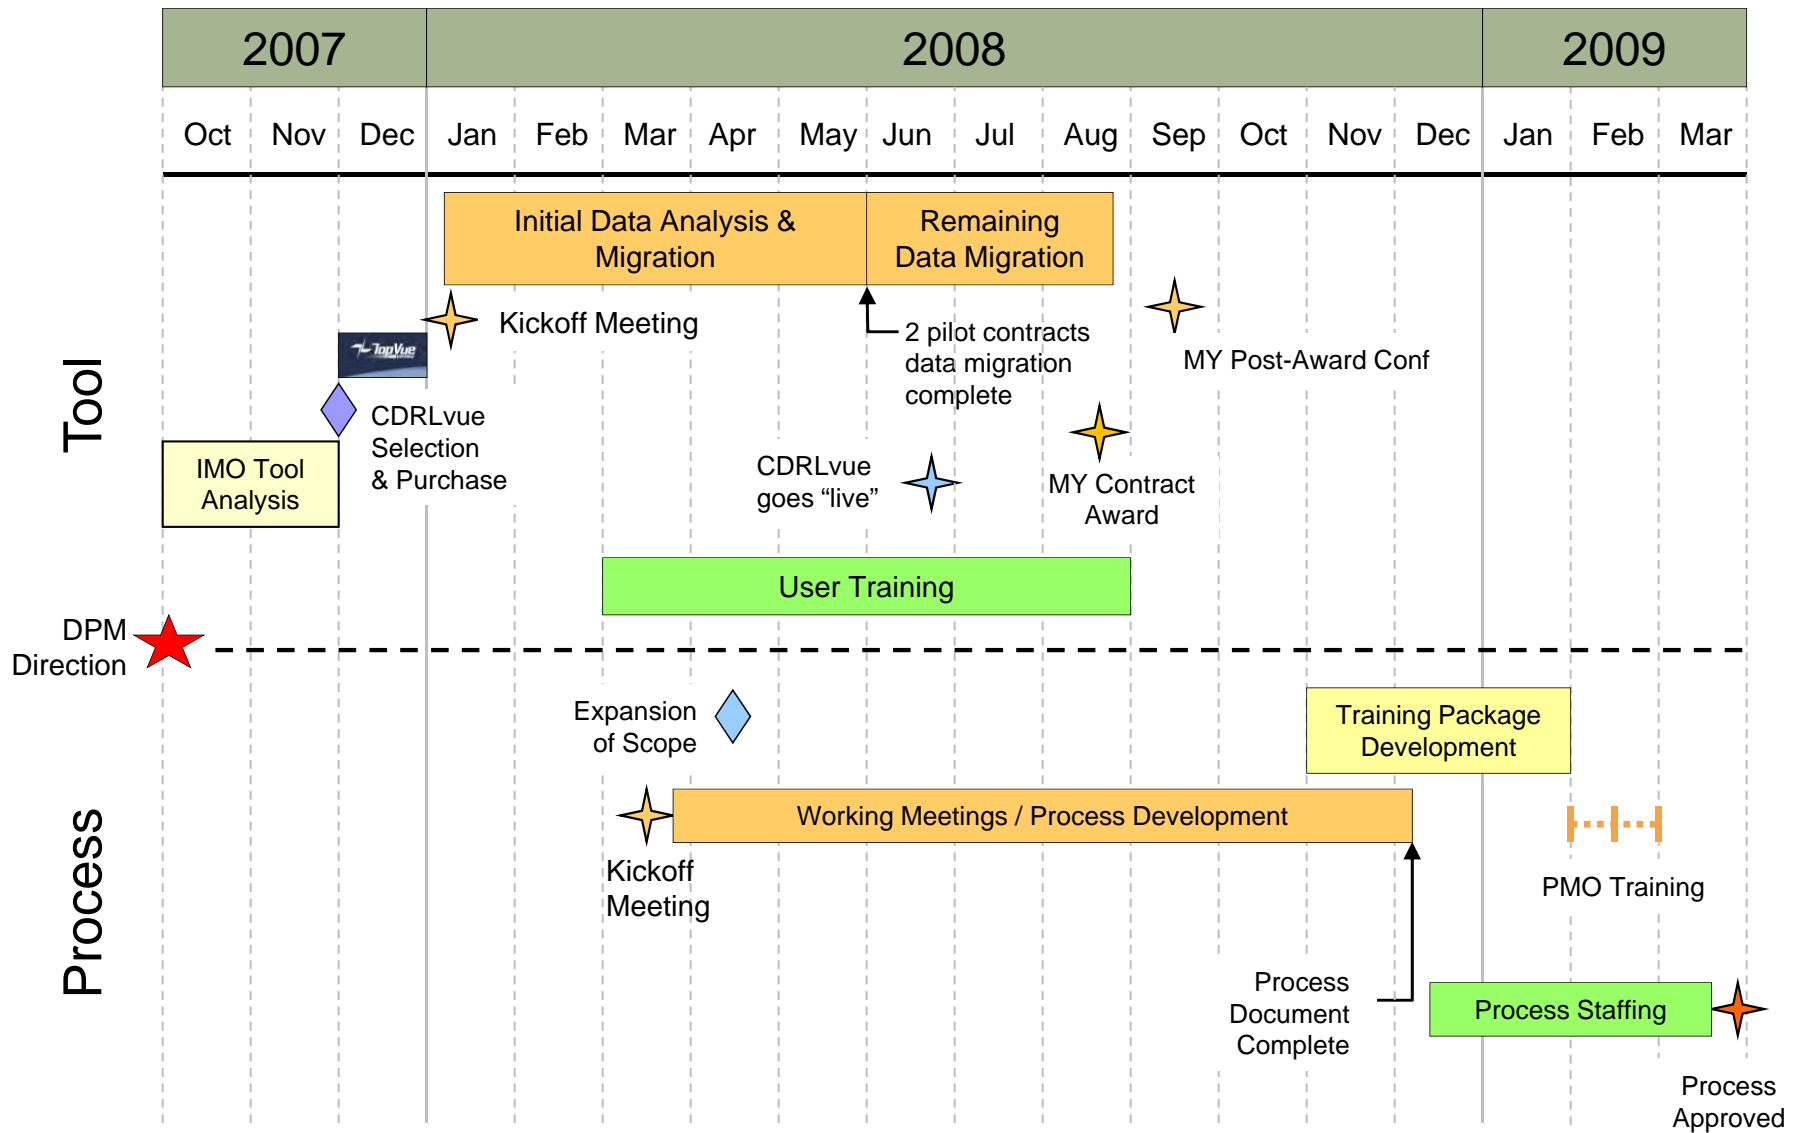 2007 2008 2009
Oct Nov Dec Jan Feb Mar Apr May Jun Jul Aug Sep Oct Nov Dec Jan Feb Mar
Tool
Initial Data Analysis &
Migration
Remaining
Data Migration
Kickoff Meeting
2 pilot contracts
data migration
complete
MY Post-Award Conf
TopVue
CDRLvue
Selection
& Purchase
IMO Tool
Analysis
CDRLvue
goes “live”
MY Contract
Award
User Training
DPM
Direction
Process
Expansion
of Scope
Training Package
Development
Working Meetings / Process Development
Kickoff
Meeting
PMO Training
Process
Document
Complete
Process Staffing
Process
Approved